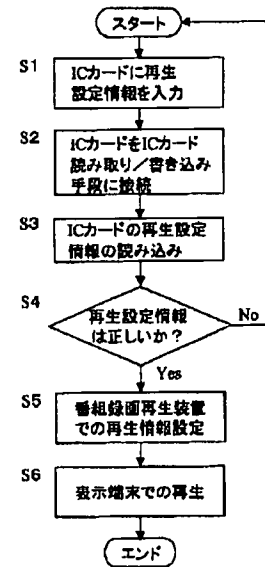 スタート
S1
ICカードに再生
設定情報を入力
S2
ICカードをICカード
読み取り／書き込み
手段に接続
S3
ICカードの再生設定
情報の読み込み
S4
再生設定情報
は正しいか？
No
Yes
S5
番組録画再生装置
での再生情報設定
S6
表示端末での再生
エンド